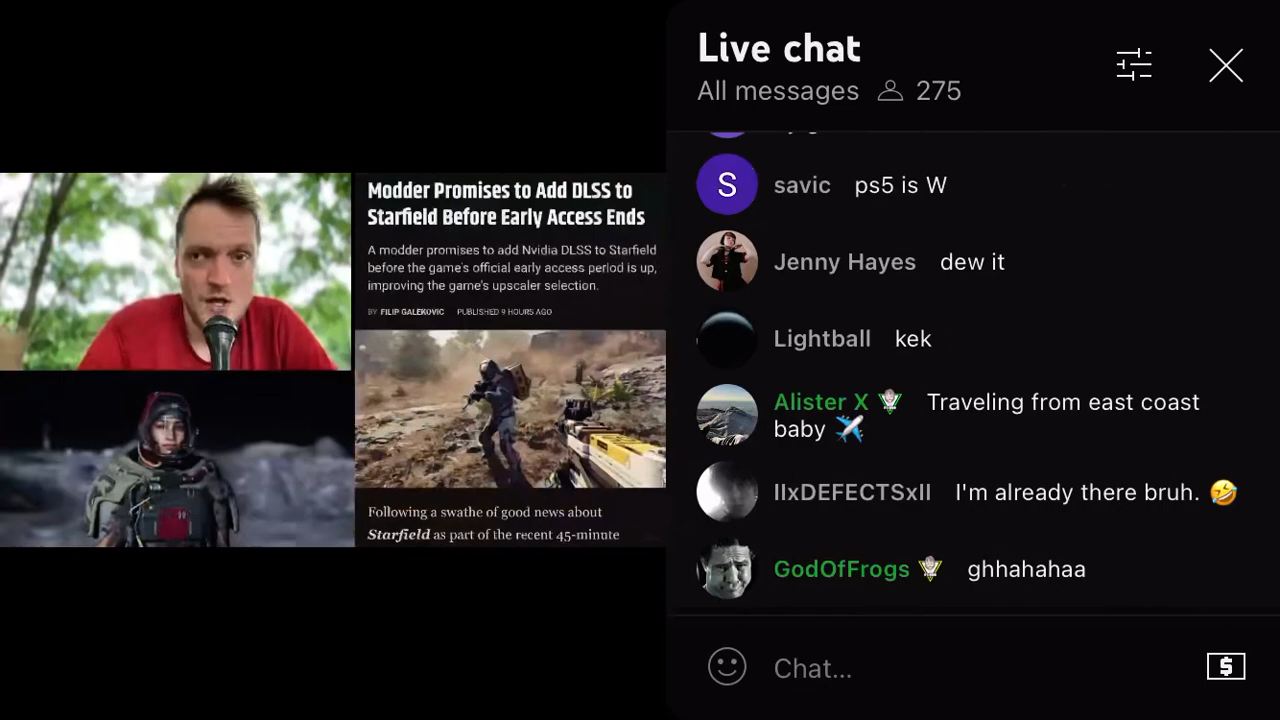 Modder Promises to Add DLSS to
Starfield Before Early Access Ends
A modder promises to add Nvidia DLSS to Starfield
before the game's official early access period is up,
improving the game's upscaler selection.
BY FILIP GALEKOVIC PUBLISHED 9 HOURS AGO
Following a swathe of good news about
Starfield as part of the recent 45-minute
Live chat
All messages 275
S savic ps5 is W
Jenny Hayes dew it
Lightball kek
Alister X Traveling from east coast
baby ✈️
IIxDEFECTSxII I'm already there bruh. 🤣
GodOfFrogs ghhahahaa
Chat...
$